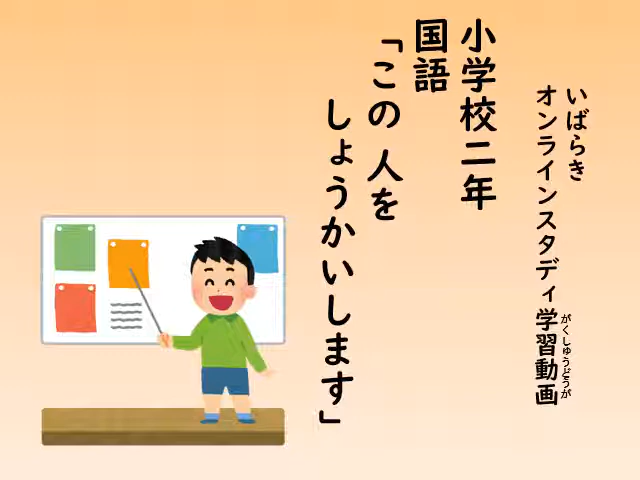 いばらき
オンラインスタディ学習動画
がくしゅうどうが
小学校二年
国語
「この 人を
しょうかいします」